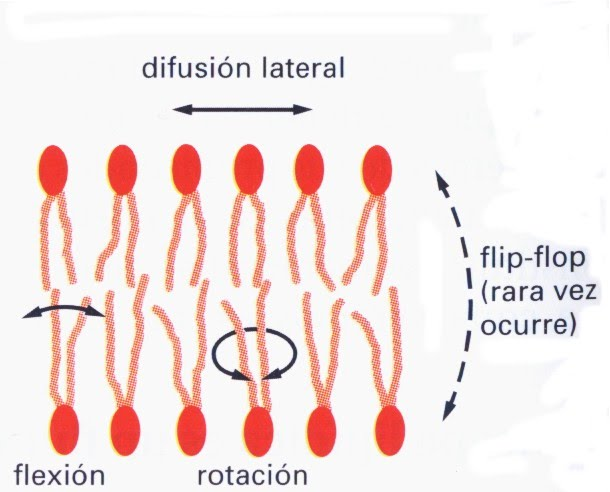 difusión lateral
flip-flop
(rara vez
ocurre)
flexión
rotación